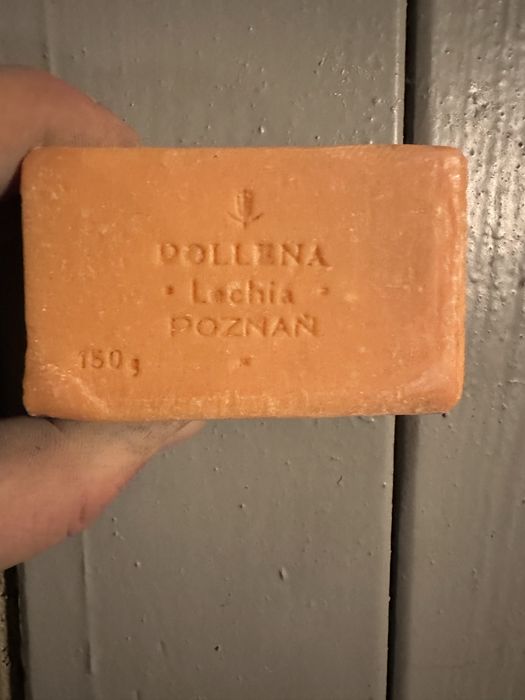 POLLENA
• Lechia •
POZNAŃ
150 g